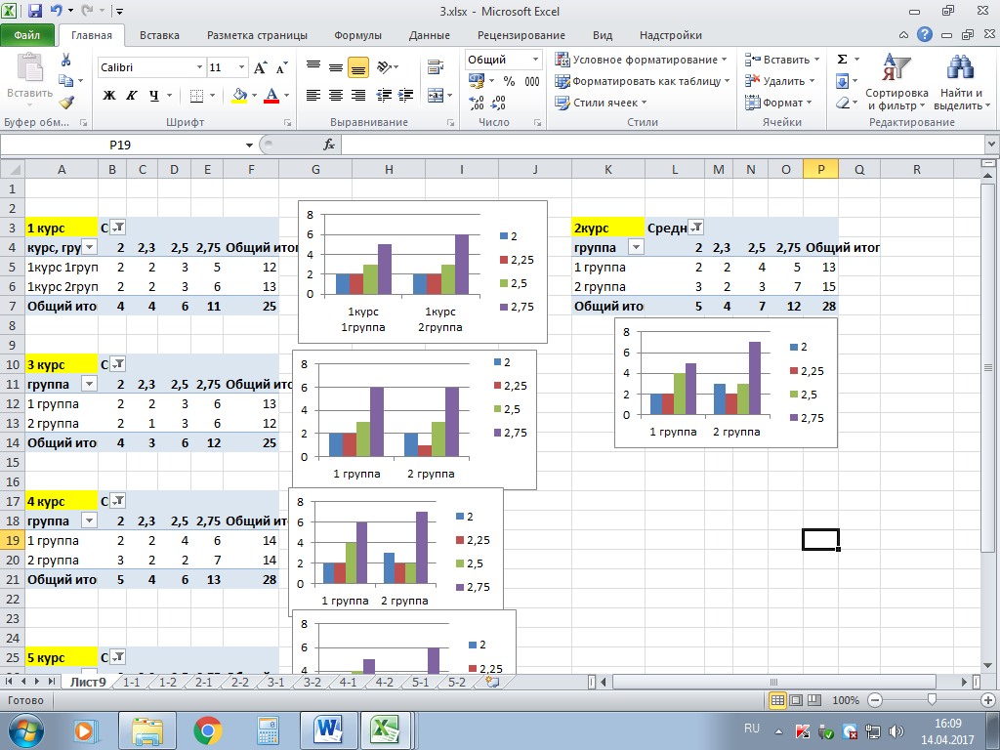 3.xlsx - Microsoft Excel
Файл Главная Вставка Разметка страницы Формулы Данные Рецензирование Вид Надстройки
Вставить
Calibri 11
Ж К Ч
Общий
% 000
Условное форматирование
Форматировать как таблицу
Стили ячеек
Вставить
Удалить
Формат
Σ
Сортировка и фильтр
Найти и выделить
Буфер обм... Шрифт Выравнивание Число Стили Ячейки Редактирование
P19 fx
A B C D E F G H I J K L M N O P Q R
1
2
3 1 курс С 2курс Средн
4 курс, гру 2 2,3 2,5 2,75 Общий итог группа 2 2,3 2,5 2,75 Общий итог
5 1курс 1груп 2 2 3 5 12 1 группа 2 2 4 5 13
6 1курс 2груп 2 2 3 6 13 2 группа 3 2 3 7 15
7 Общий ито 4 4 6 11 25 Общий ито 5 4 7 12 28
8
9
10 3 курс С
11 группа 2 2,3 2,5 2,75 Общий ито
12 1 группа 2 2 3 6 13
13 2 группа 2 1 3 6 12
14 Общий ито 4 3 6 12 25
15
16
17 4 курс С
18 группа 2 2,3 2,5 2,75 Общий ито
19 1 группа 2 2 4 6 14
20 2 группа 3 2 2 7 14
21 Общий ито 5 4 6 13 28
22
23
24
25 5 курс С
8
6
4
2
0
1курс 1группа
1курс 2группа
2
2,25
2,5
2,75
8
6
4
2
0
1 группа 2 группа
2
2,25
2,5
2,75
8
6
4
2
0
1 группа 2 группа
2
2,25
2,5
2,75
8
6
4
2
0
1 группа 2 группа
2
2,25
2,5
2,75
8
6
4
2
2,25
Лист9 1-1 1-2 2-1 2-2 3-1 3-2 4-1 4-2 5-1 5-2
Готово 100%
RU 16:09
14.04.2017